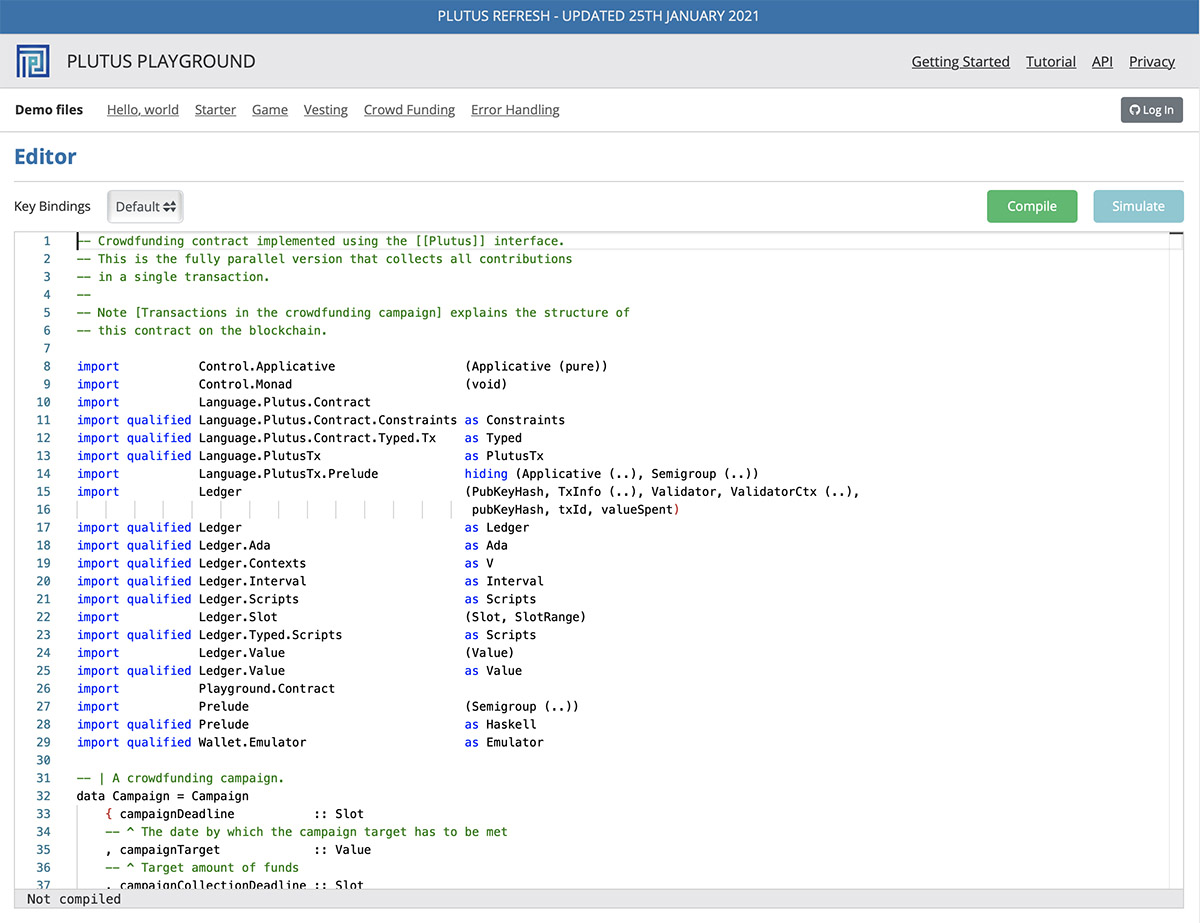 PLUTUS REFRESH - UPDATED 25TH JANUARY 2021
PLUTUS PLAYGROUND Getting Started Tutorial API Privacy
Demo files Hello, world Starter Game Vesting Crowd Funding Error Handling Log In
Editor
Key Bindings Default Compile Simulate
1 -- Crowdfunding contract implemented using the [[Plutus]] interface.
2 -- This is the fully parallel version that collects all contributions
3 -- in a single transaction.
4 --
5 -- Note [Transactions in the crowdfunding campaign] explains the structure of
6 -- this contract on the blockchain.
7
8 import Control.Applicative (Applicative (pure))
9 import Control.Monad (void)
10 import Language.Plutus.Contract
11 import qualified Language.Plutus.Contract.Constraints as Constraints
12 import qualified Language.Plutus.Contract.Typed.Tx as Typed
13 import qualified Language.PlutusTx as PlutusTx
14 import Language.PlutusTx.Prelude hiding (Applicative (..), Semigroup (..))
15 import Ledger (PubKeyHash, TxInfo (..), Validator, ValidatorCtx (..),
16 pubKeyHash, txId, valueSpent)
17 import qualified Ledger as Ledger
18 import qualified Ledger.Ada as Ada
19 import qualified Ledger.Contexts as V
20 import qualified Ledger.Interval as Interval
21 import qualified Ledger.Scripts as Scripts
22 import Ledger.Slot (Slot, SlotRange)
23 import qualified Ledger.Typed.Scripts as Scripts
24 import Ledger.Value (Value)
25 import qualified Ledger.Value as Value
26 import Playground.Contract
27 import Prelude (Semigroup (..))
28 import qualified Prelude as Haskell
29 import qualified Wallet.Emulator as Emulator
30
31 -- | A crowdfunding campaign.
32 data Campaign = Campaign
33 { campaignDeadline :: Slot
34 -- ^ The date by which the campaign target has to be met
35 , campaignTarget :: Value
36 -- ^ Target amount of funds
37 , campaignCollectionDeadline :: Slot
Not compiled